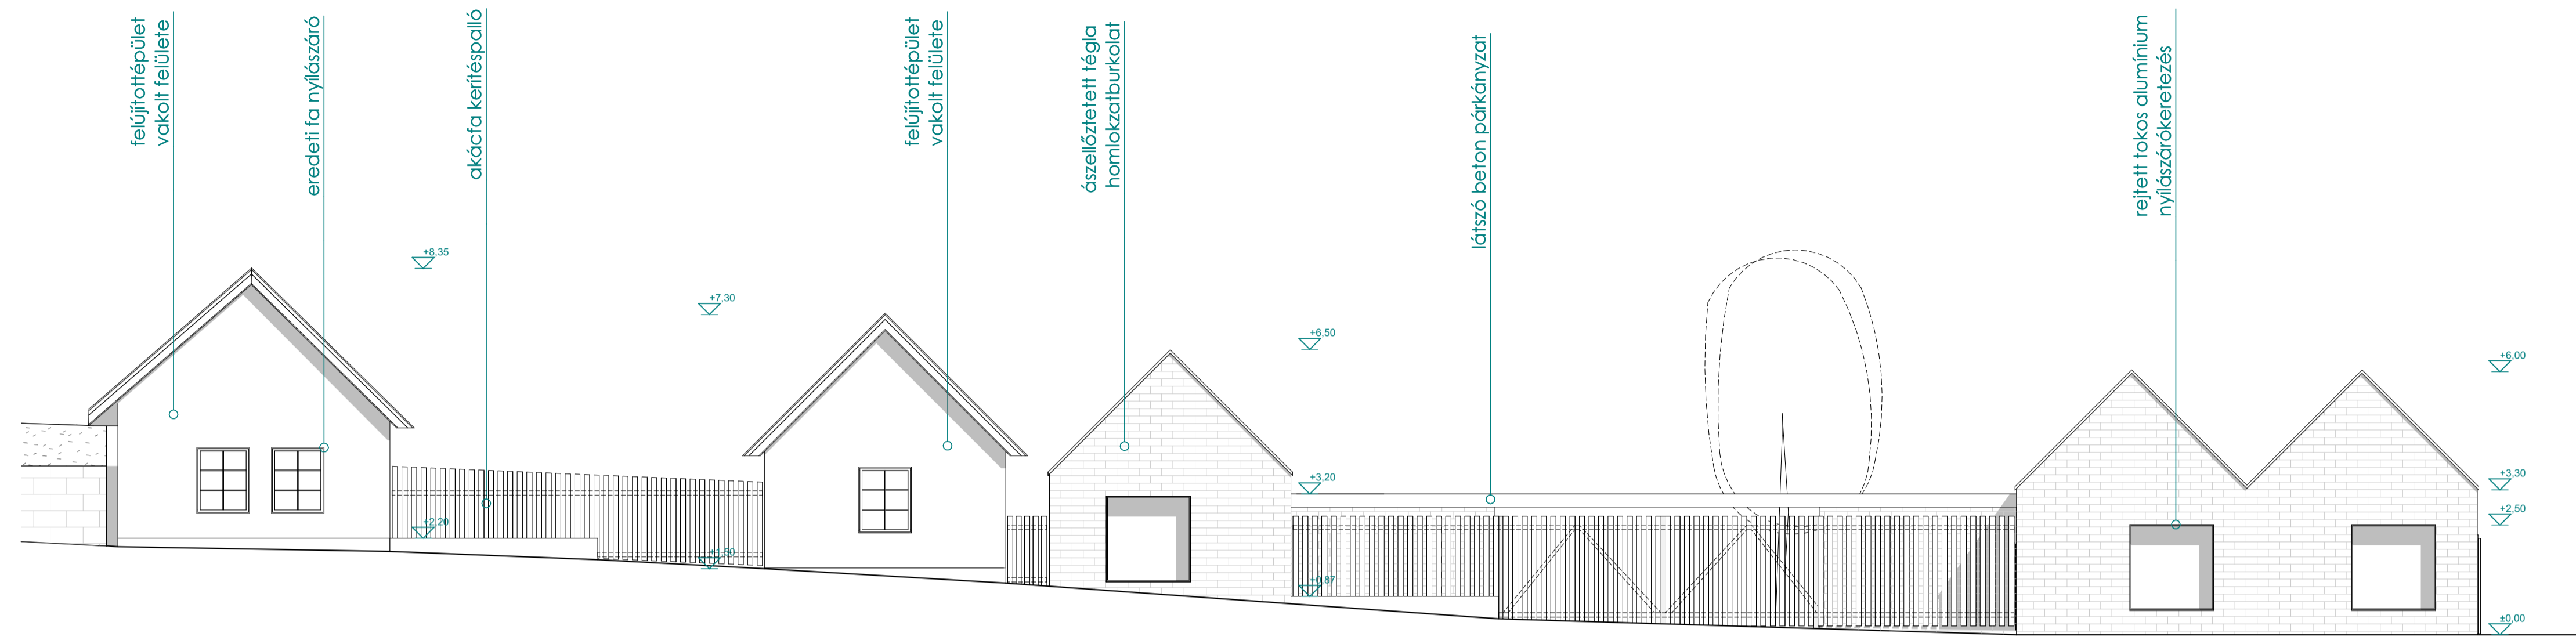 felújítottépület
vakolt felülete
eredeti fa nyílászáró
akácfa kerítéspalló
felújítottépület
vakolt felülete
ászellőztetett tégla
homlokzatburkolat
látszó beton párkányzat
rejtett tokos alumínium
nyílászárókeretezés
+8,35
+7,30
+6,50
+6,00
+3,20
+3,30
+2,50
+2,20
+1,50
+0,87
±0,00